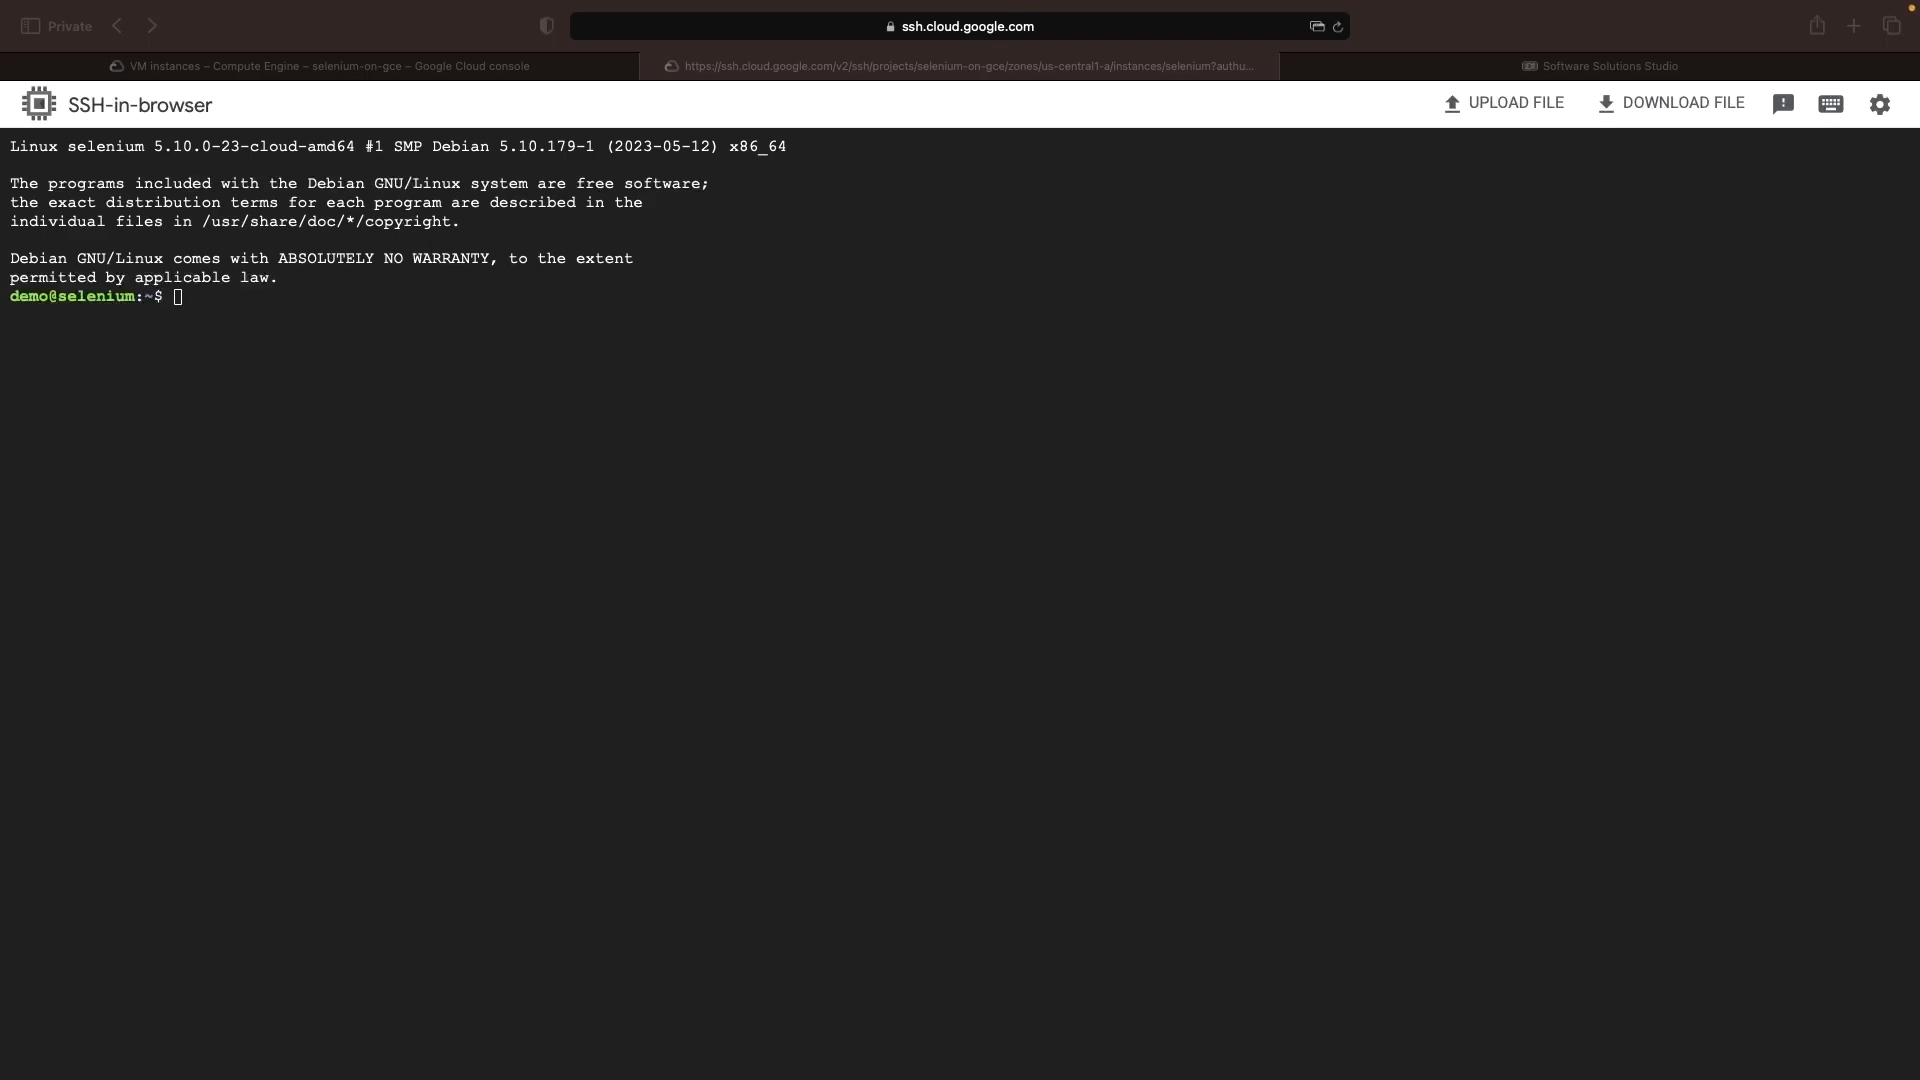 Private
ssh.cloud.google.com
VM instances – Compute Engine – selenium-on-gce – Google Cloud console
https://ssh.cloud.google.com/v2/ssh/projects/selenium-on-gce/zones/us-central1-a/instances/selenium?authu...
Software Solutions Studio
SSH-in-browser
UPLOAD FILE
DOWNLOAD FILE
Linux selenium 5.10.0-23-cloud-amd64 #1 SMP Debian 5.10.179-1 (2023-05-12) x86_64
The programs included with the Debian GNU/Linux system are free software;
the exact distribution terms for each program are described in the
individual files in /usr/share/doc/*/copyright.
Debian GNU/Linux comes with ABSOLUTELY NO WARRANTY, to the extent
permitted by applicable law.
demo@selenium:~$